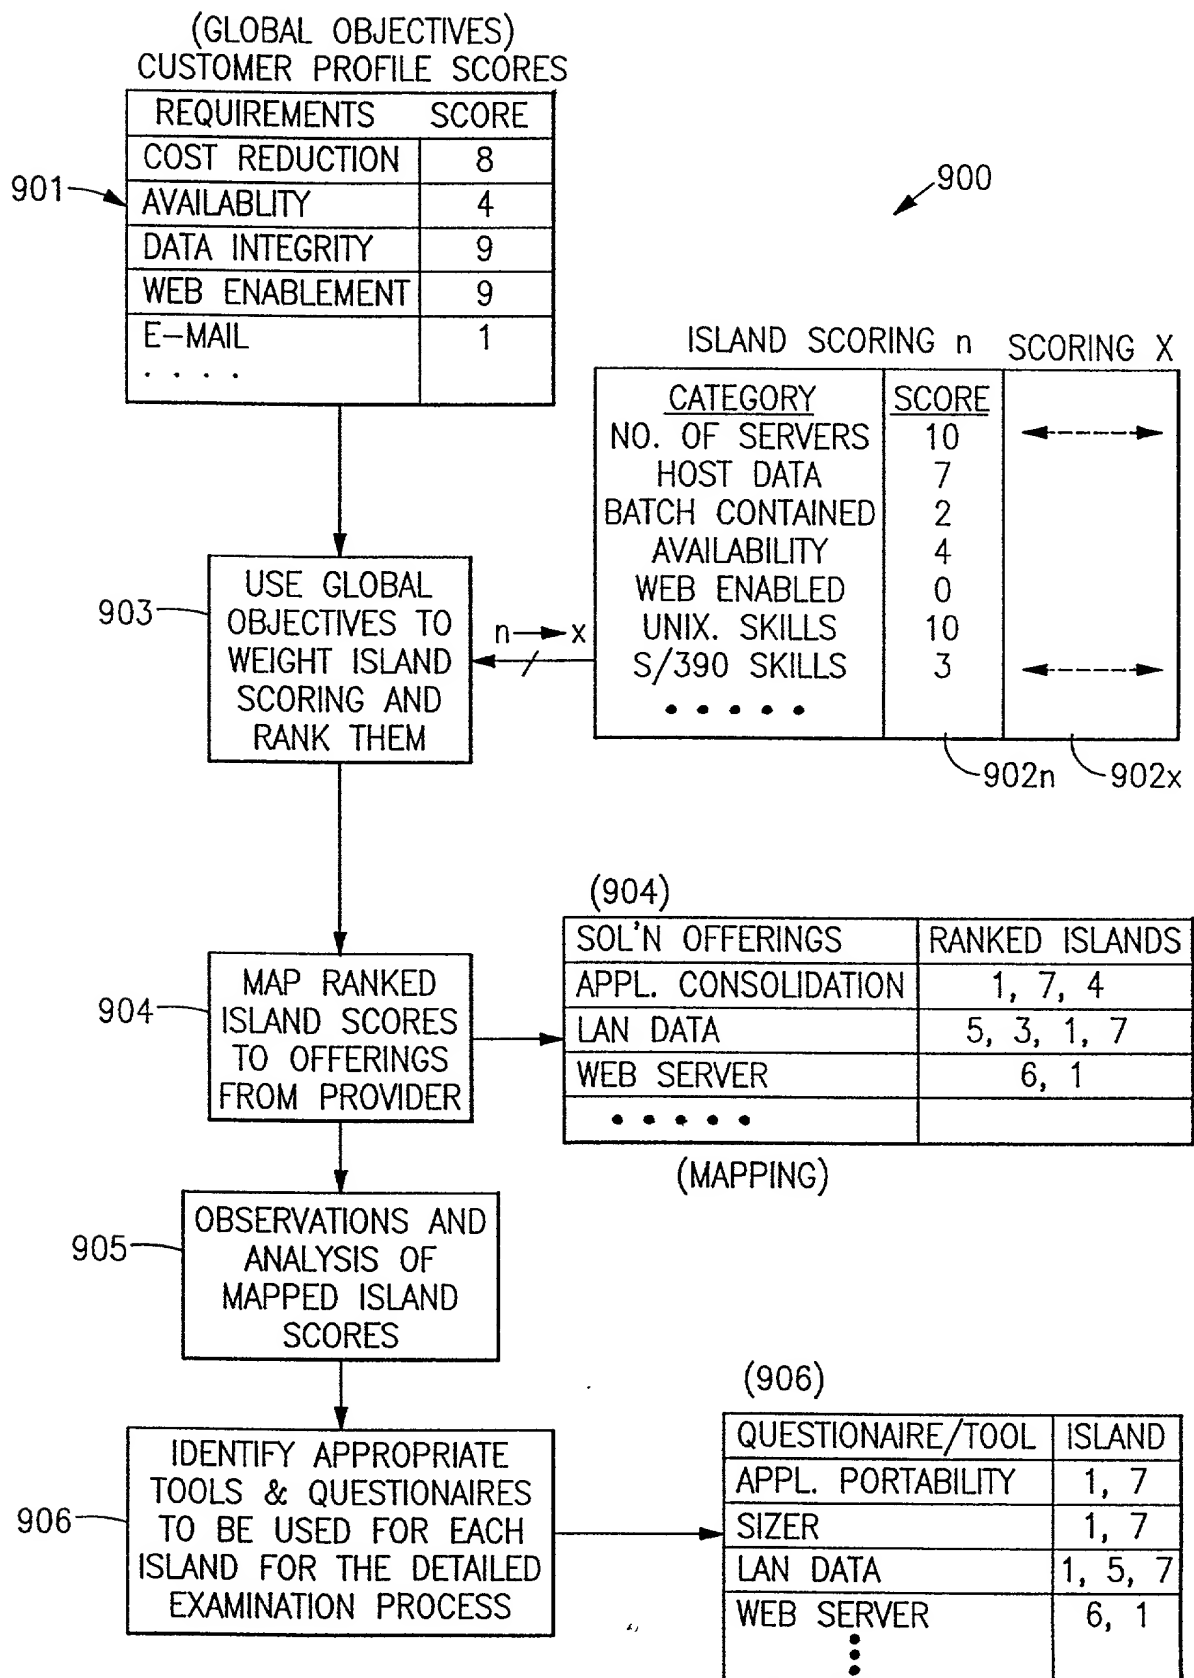 (GLOBAL OBJECTIVES)
CUSTOMER PROFILE SCORES
REQUIREMENTS SCORE
COST REDUCTION 8
901
AVAILABLITY 4
DATA INTEGRITY 9
WEB ENABLEMENT 9
E-MAIL 1
. . . .
900
ISLAND SCORING n SCORING X
CATEGORY SCORE
NO. OF SERVERS 10
HOST DATA 7
BATCH CONTAINED 2
AVAILABILITY 4
WEB ENABLED 0
UNIX. SKILLS 10
S/390 SKILLS 3
• • • • •
902n 902x
903
USE GLOBAL
OBJECTIVES TO
WEIGHT ISLAND
SCORING AND
RANK THEM
n x
904
MAP RANKED
ISLAND SCORES
TO OFFERINGS
FROM PROVIDER
(904)
SOL'N OFFERINGS RANKED ISLANDS
APPL. CONSOLIDATION 1, 7, 4
LAN DATA 5, 3, 1, 7
WEB SERVER 6, 1
• • • • •
(MAPPING)
905
OBSERVATIONS AND
ANALYSIS OF
MAPPED ISLAND
SCORES
906
IDENTIFY APPROPRIATE
TOOLS & QUESTIONAIRES
TO BE USED FOR EACH
ISLAND FOR THE DETAILED
EXAMINATION PROCESS
(906)
QUESTIONAIRE/TOOL ISLAND
APPL. PORTABILITY 1, 7
SIZER 1, 7
LAN DATA 1, 5, 7
WEB SERVER 6, 1